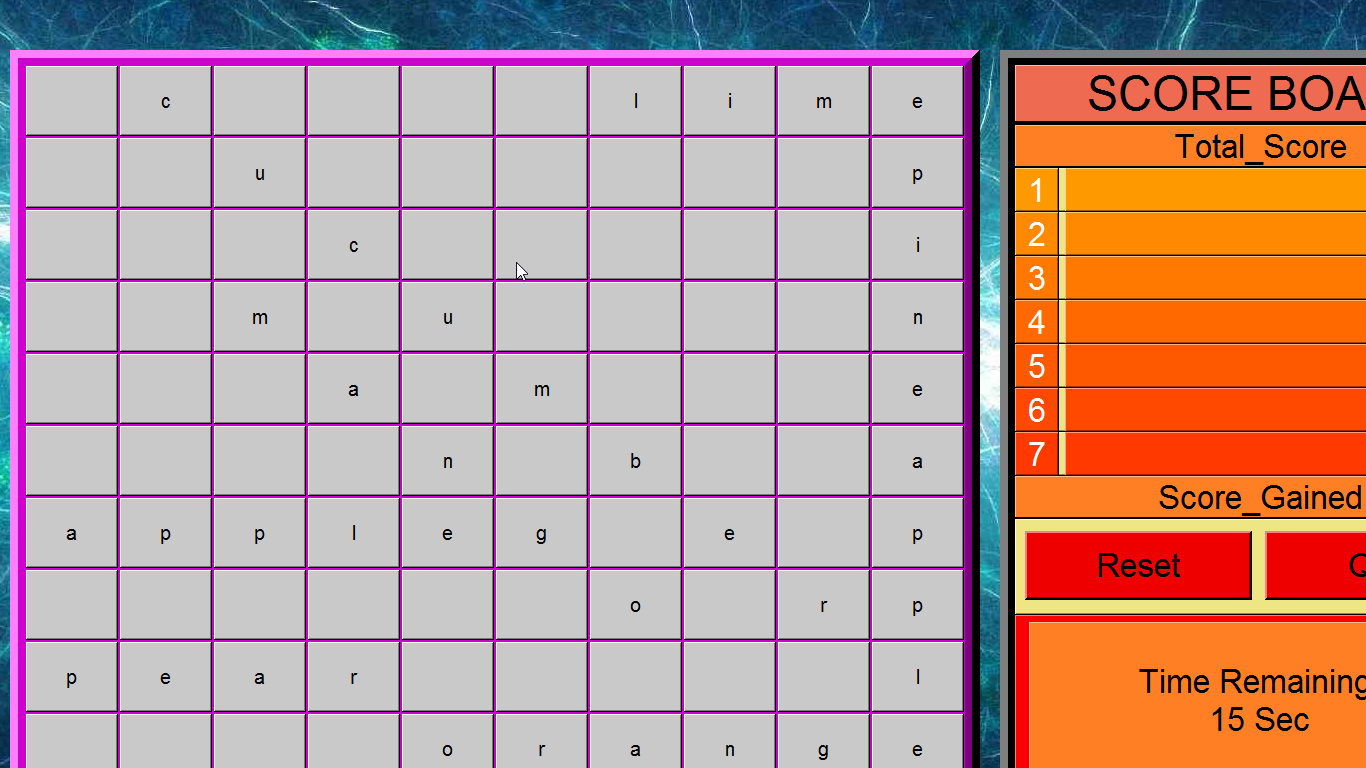 c l i m e
u p
c i
m u n
a m e
n b a
a p p l e g e p
o r p
p e a r l
o r a n g e
SCORE BOA
Total_Score
1
2
3
4
5
6
7
Score_Gained
Reset Q
Time Remaining
15 Sec